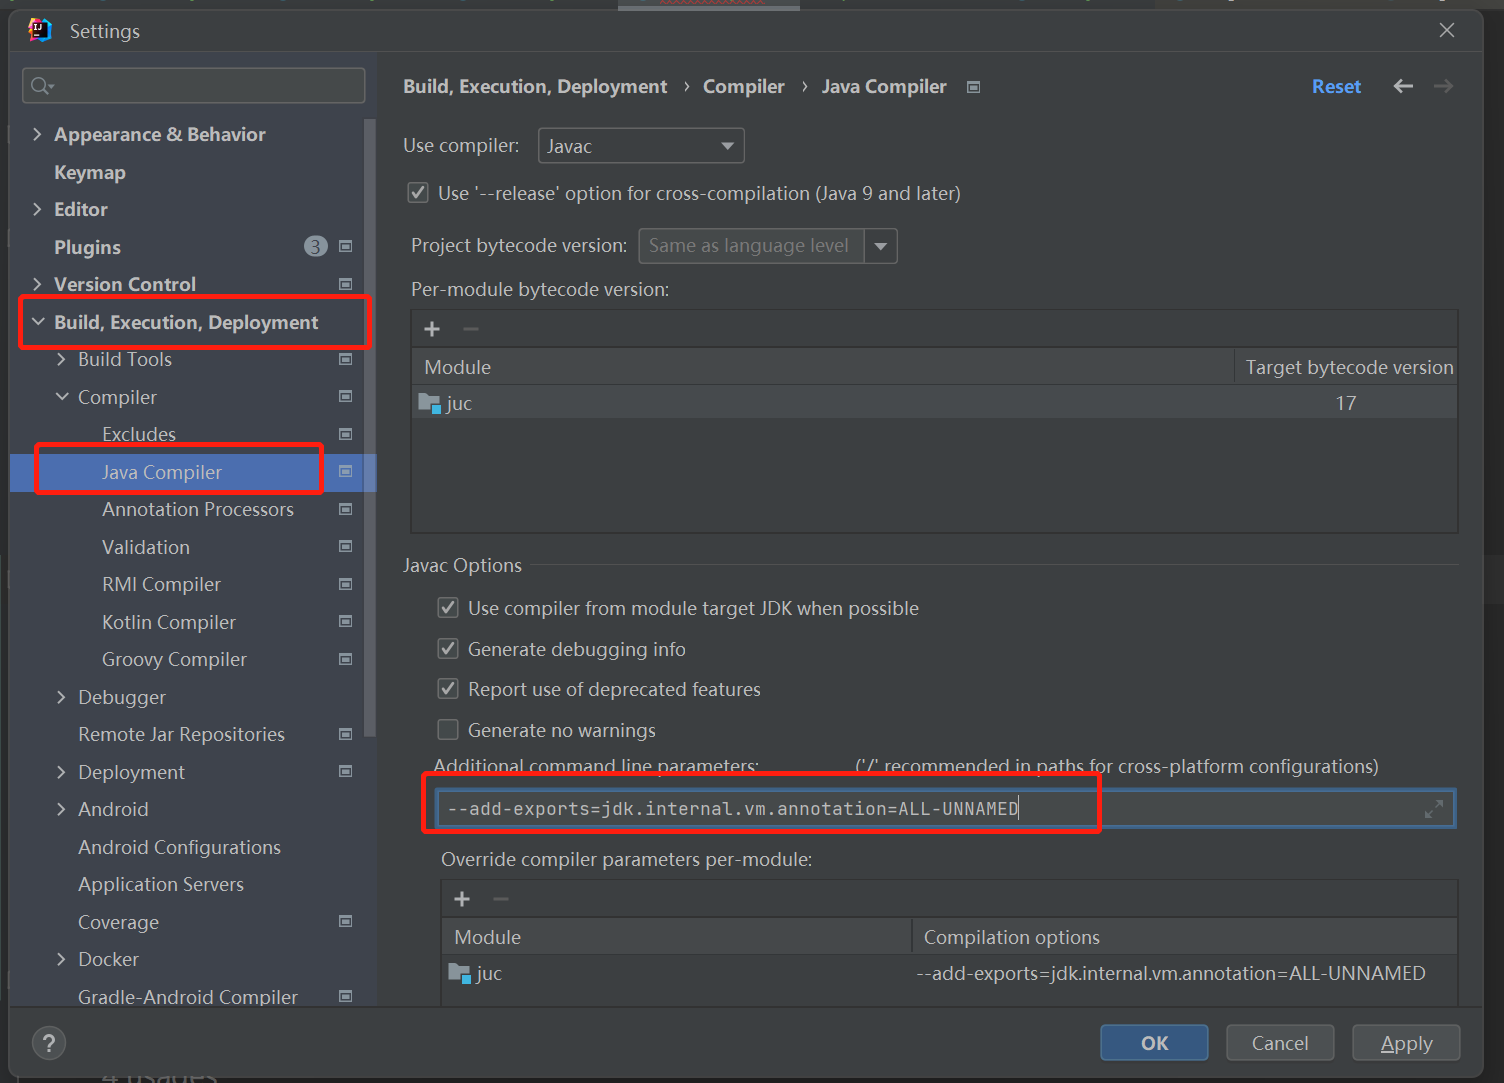 Settings
Build, Execution, Deployment › Compiler › Java Compiler
Reset
Appearance & Behavior
Keymap
Editor
Plugins 3
Version Control
Build, Execution, Deployment
Build Tools
Compiler
Excludes
Java Compiler
Annotation Processors
Validation
RMI Compiler
Kotlin Compiler
Groovy Compiler
Debugger
Remote Jar Repositories
Deployment
Android
Android Configurations
Application Servers
Coverage
Docker
Gradle-Android Compiler
Use compiler: Javac
Use '--release' option for cross-compilation (Java 9 and later)
Project bytecode version: Same as language level
Per-module bytecode version:
Module Target bytecode version
juc 17
Javac Options
Use compiler from module target JDK when possible
Generate debugging info
Report use of deprecated features
Generate no warnings
Additional command line parameters: ('/' recommended in paths for cross-platform configurations)
--add-exports=jdk.internal.vm.annotation=ALL-UNNAMED
Override compiler parameters per-module:
Module Compilation options
juc --add-exports=jdk.internal.vm.annotation=ALL-UNNAMED
? OK Cancel Apply
4 usages